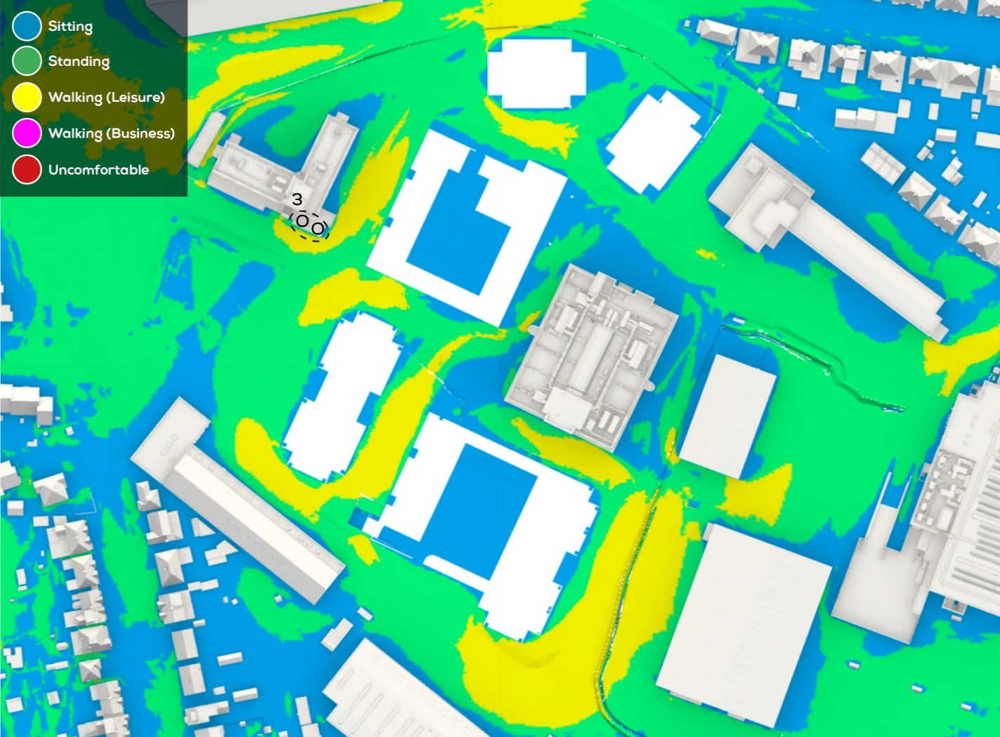 Sitting
Standing
Walking (Leisure)
Walking (Business)
Uncomfortable
3